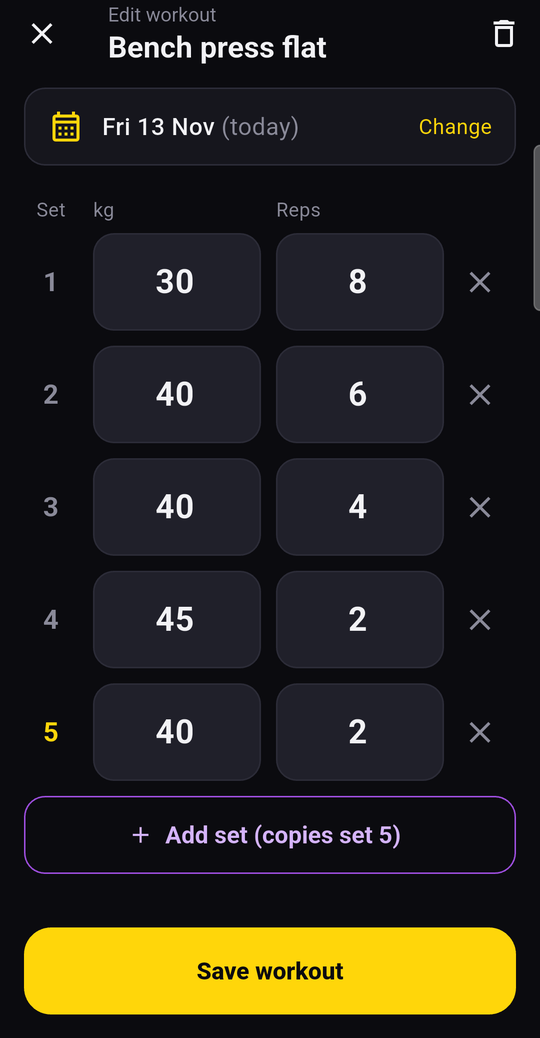 Edit workout
Bench press flat
Fri 13 Nov (today) Change
Set kg Reps
1 30 8
2 40 6
3 40 4
4 45 2
5 40 2
+ Add set (copies set 5)
Save workout